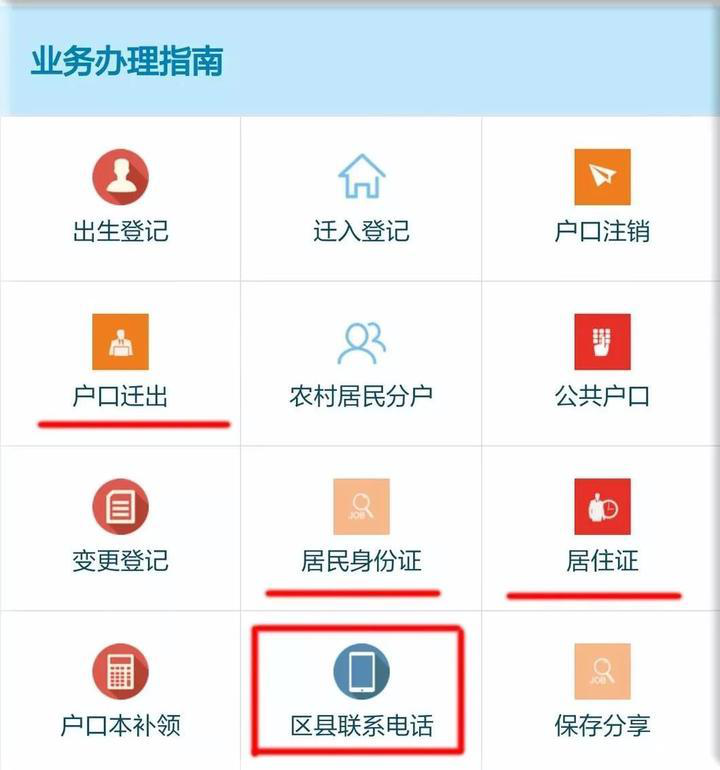 业务办理指南
出生登记
迁入登记
户口注销
户口迁出
农村居民分户
公共户口
变更登记
JOB
居民身份证
居住证
户口本补领
区县联系电话
JOB
保存分享